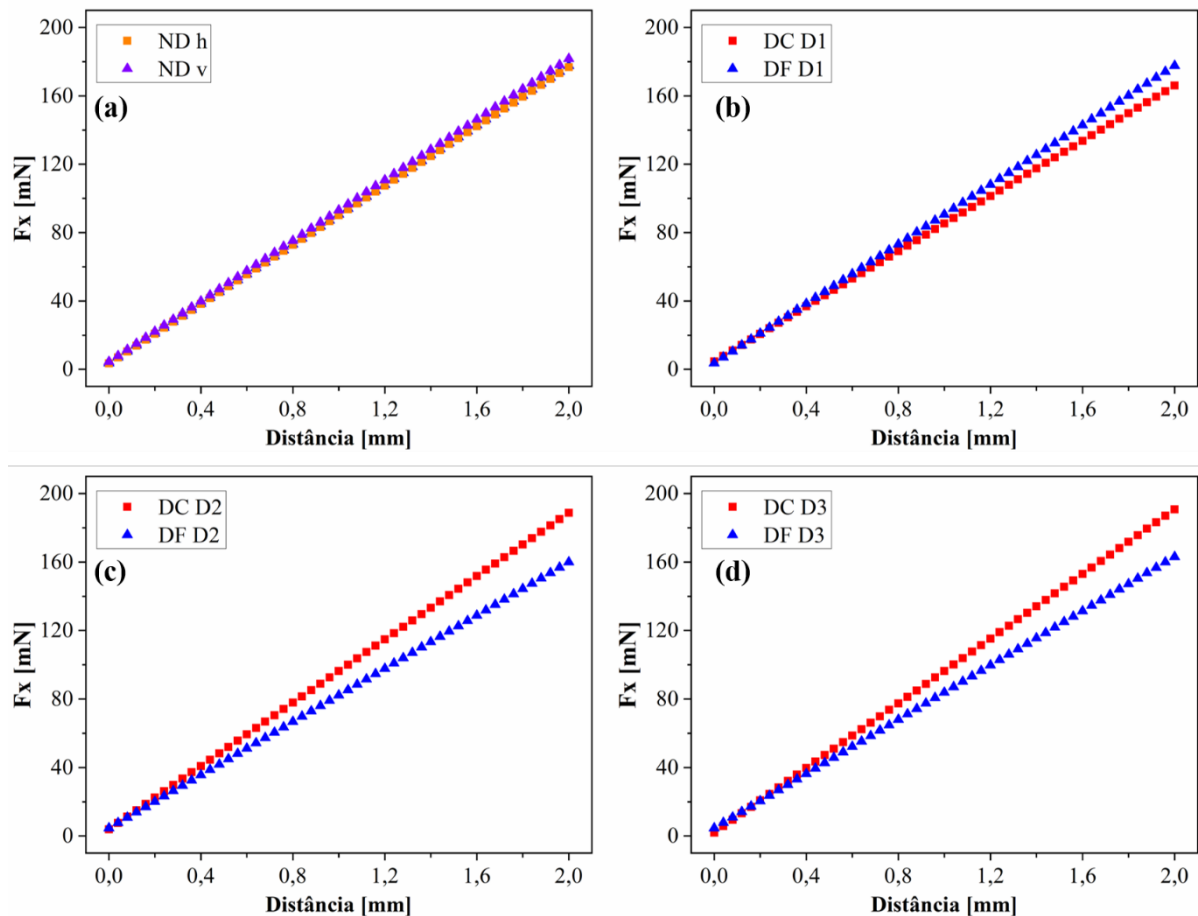 200
160
120
80
40
0
Fx [mN]
ND h
ND v
(a)
0,0 0,4 0,8 1,2 1,6 2,0
Distância [mm]
200
160
120
80
40
0
Fx [mN]
DC D1
DF D1
(b)
0,0 0,4 0,8 1,2 1,6 2,0
Distância [mm]
200
160
120
80
40
0
Fx [mN]
DC D2
DF D2
(c)
0,0 0,4 0,8 1,2 1,6 2,0
Distância [mm]
200
160
120
80
40
0
Fx [mN]
DC D3
DF D3
(d)
0,0 0,4 0,8 1,2 1,6 2,0
Distância [mm]